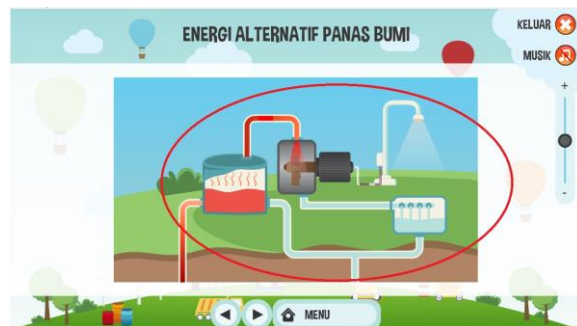 ENERGI ALTERNATIF PANAS BUMI
KELUAR
MUSIK
+
-
MENU